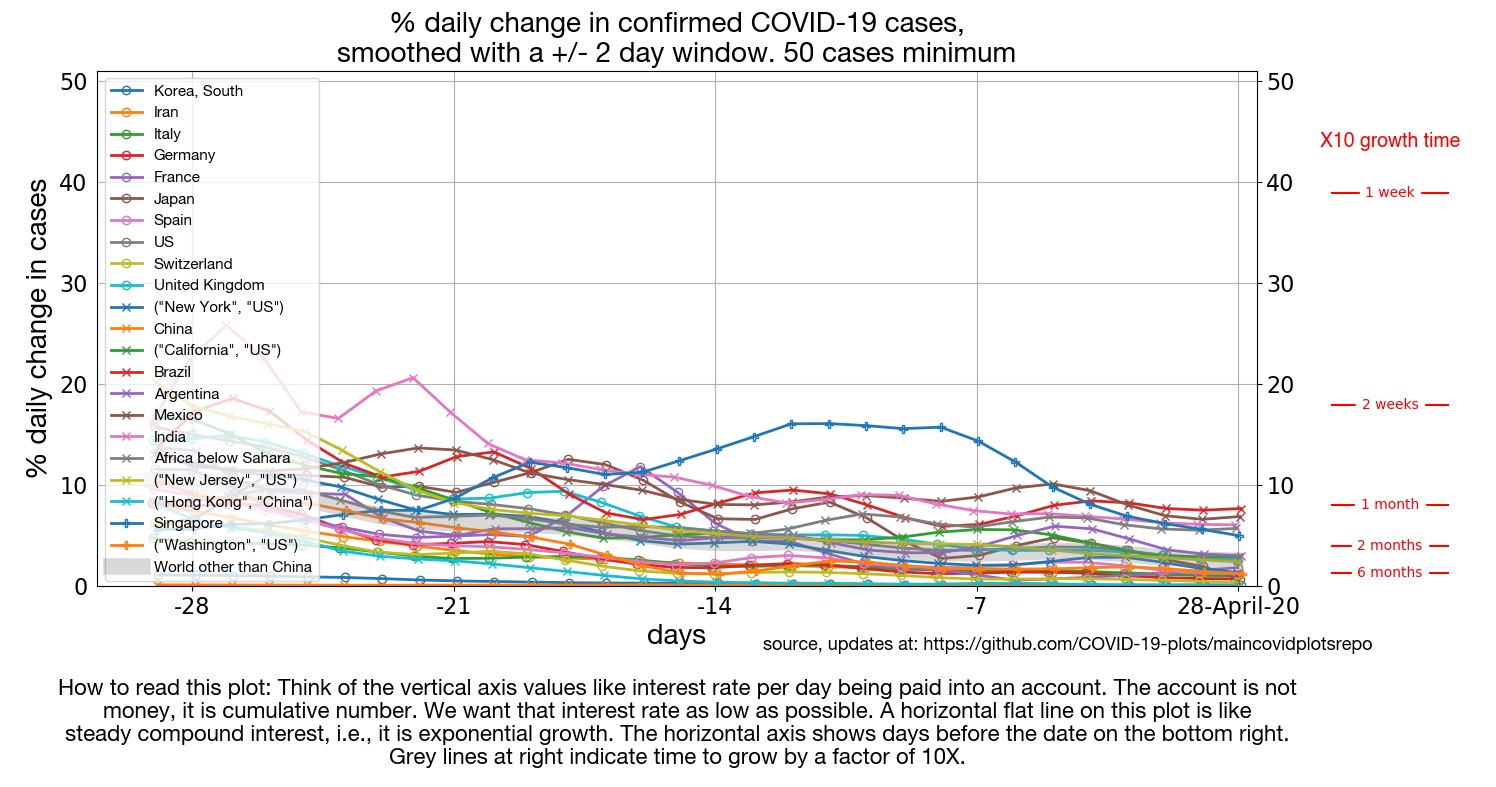 % daily change in confirmed COVID-19 cases,
smoothed with a +/- 2 day window. 50 cases minimum
% daily change in cases
50
40
30
20
10
0
Korea, South
Iran
Italy
Germany
France
Japan
Spain
US
Switzerland
United Kingdom
("New York", "US")
China
("California", "US")
Brazil
Argentina
Mexico
India
Africa below Sahara
("New Jersey", "US")
("Hong Kong", "China")
Singapore
("Washington", "US")
World other than China
50
40
30
20
10
0
X10 growth time
1 week
2 weeks
1 month
2 months
6 months
-28
-21
-14
-7
28-April-20
days
source, updates at: https://github.com/COVID-19-plots/maincovidplotsrepo
How to read this plot: Think of the vertical axis values like interest rate per day being paid into an account. The account is not
money, it is cumulative number. We want that interest rate as low as possible. A horizontal flat line on this plot is like
steady compound interest, i.e., it is exponential growth. The horizontal axis shows days before the date on the bottom right.
Grey lines at right indicate time to grow by a factor of 10X.